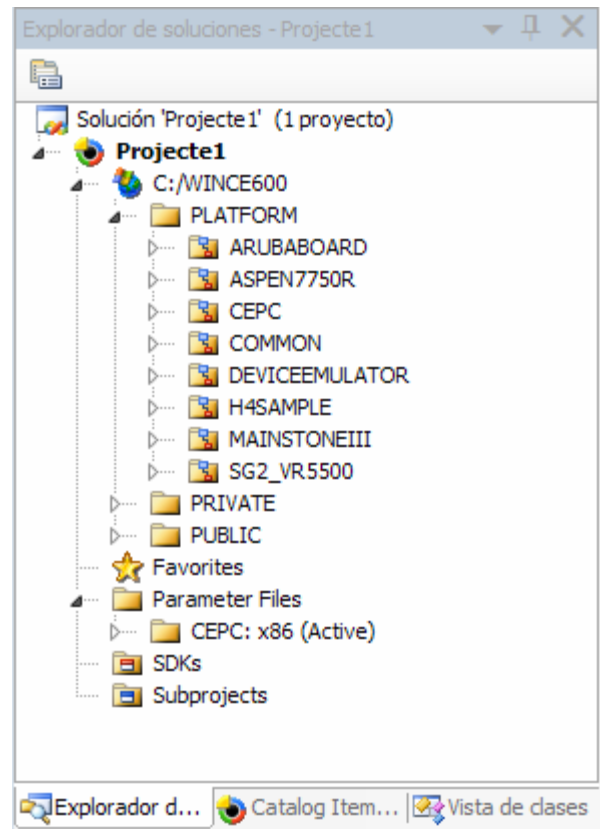 Explorador de soluciones - Projecte1
Solución 'Projecte1' (1 proyecto)
Projecte1
C:/WINCE600
PLATFORM
ARUBABOARD
ASPEN7750R
CEPC
COMMON
DEVICEEMULATOR
H4SAMPLE
MAINSTONEIII
SG2_VR5500
PRIVATE
PUBLIC
Favorites
Parameter Files
CEPC: x86 (Active)
SDKs
Subprojects
Explorador d... Catalog Item... Vista de clases